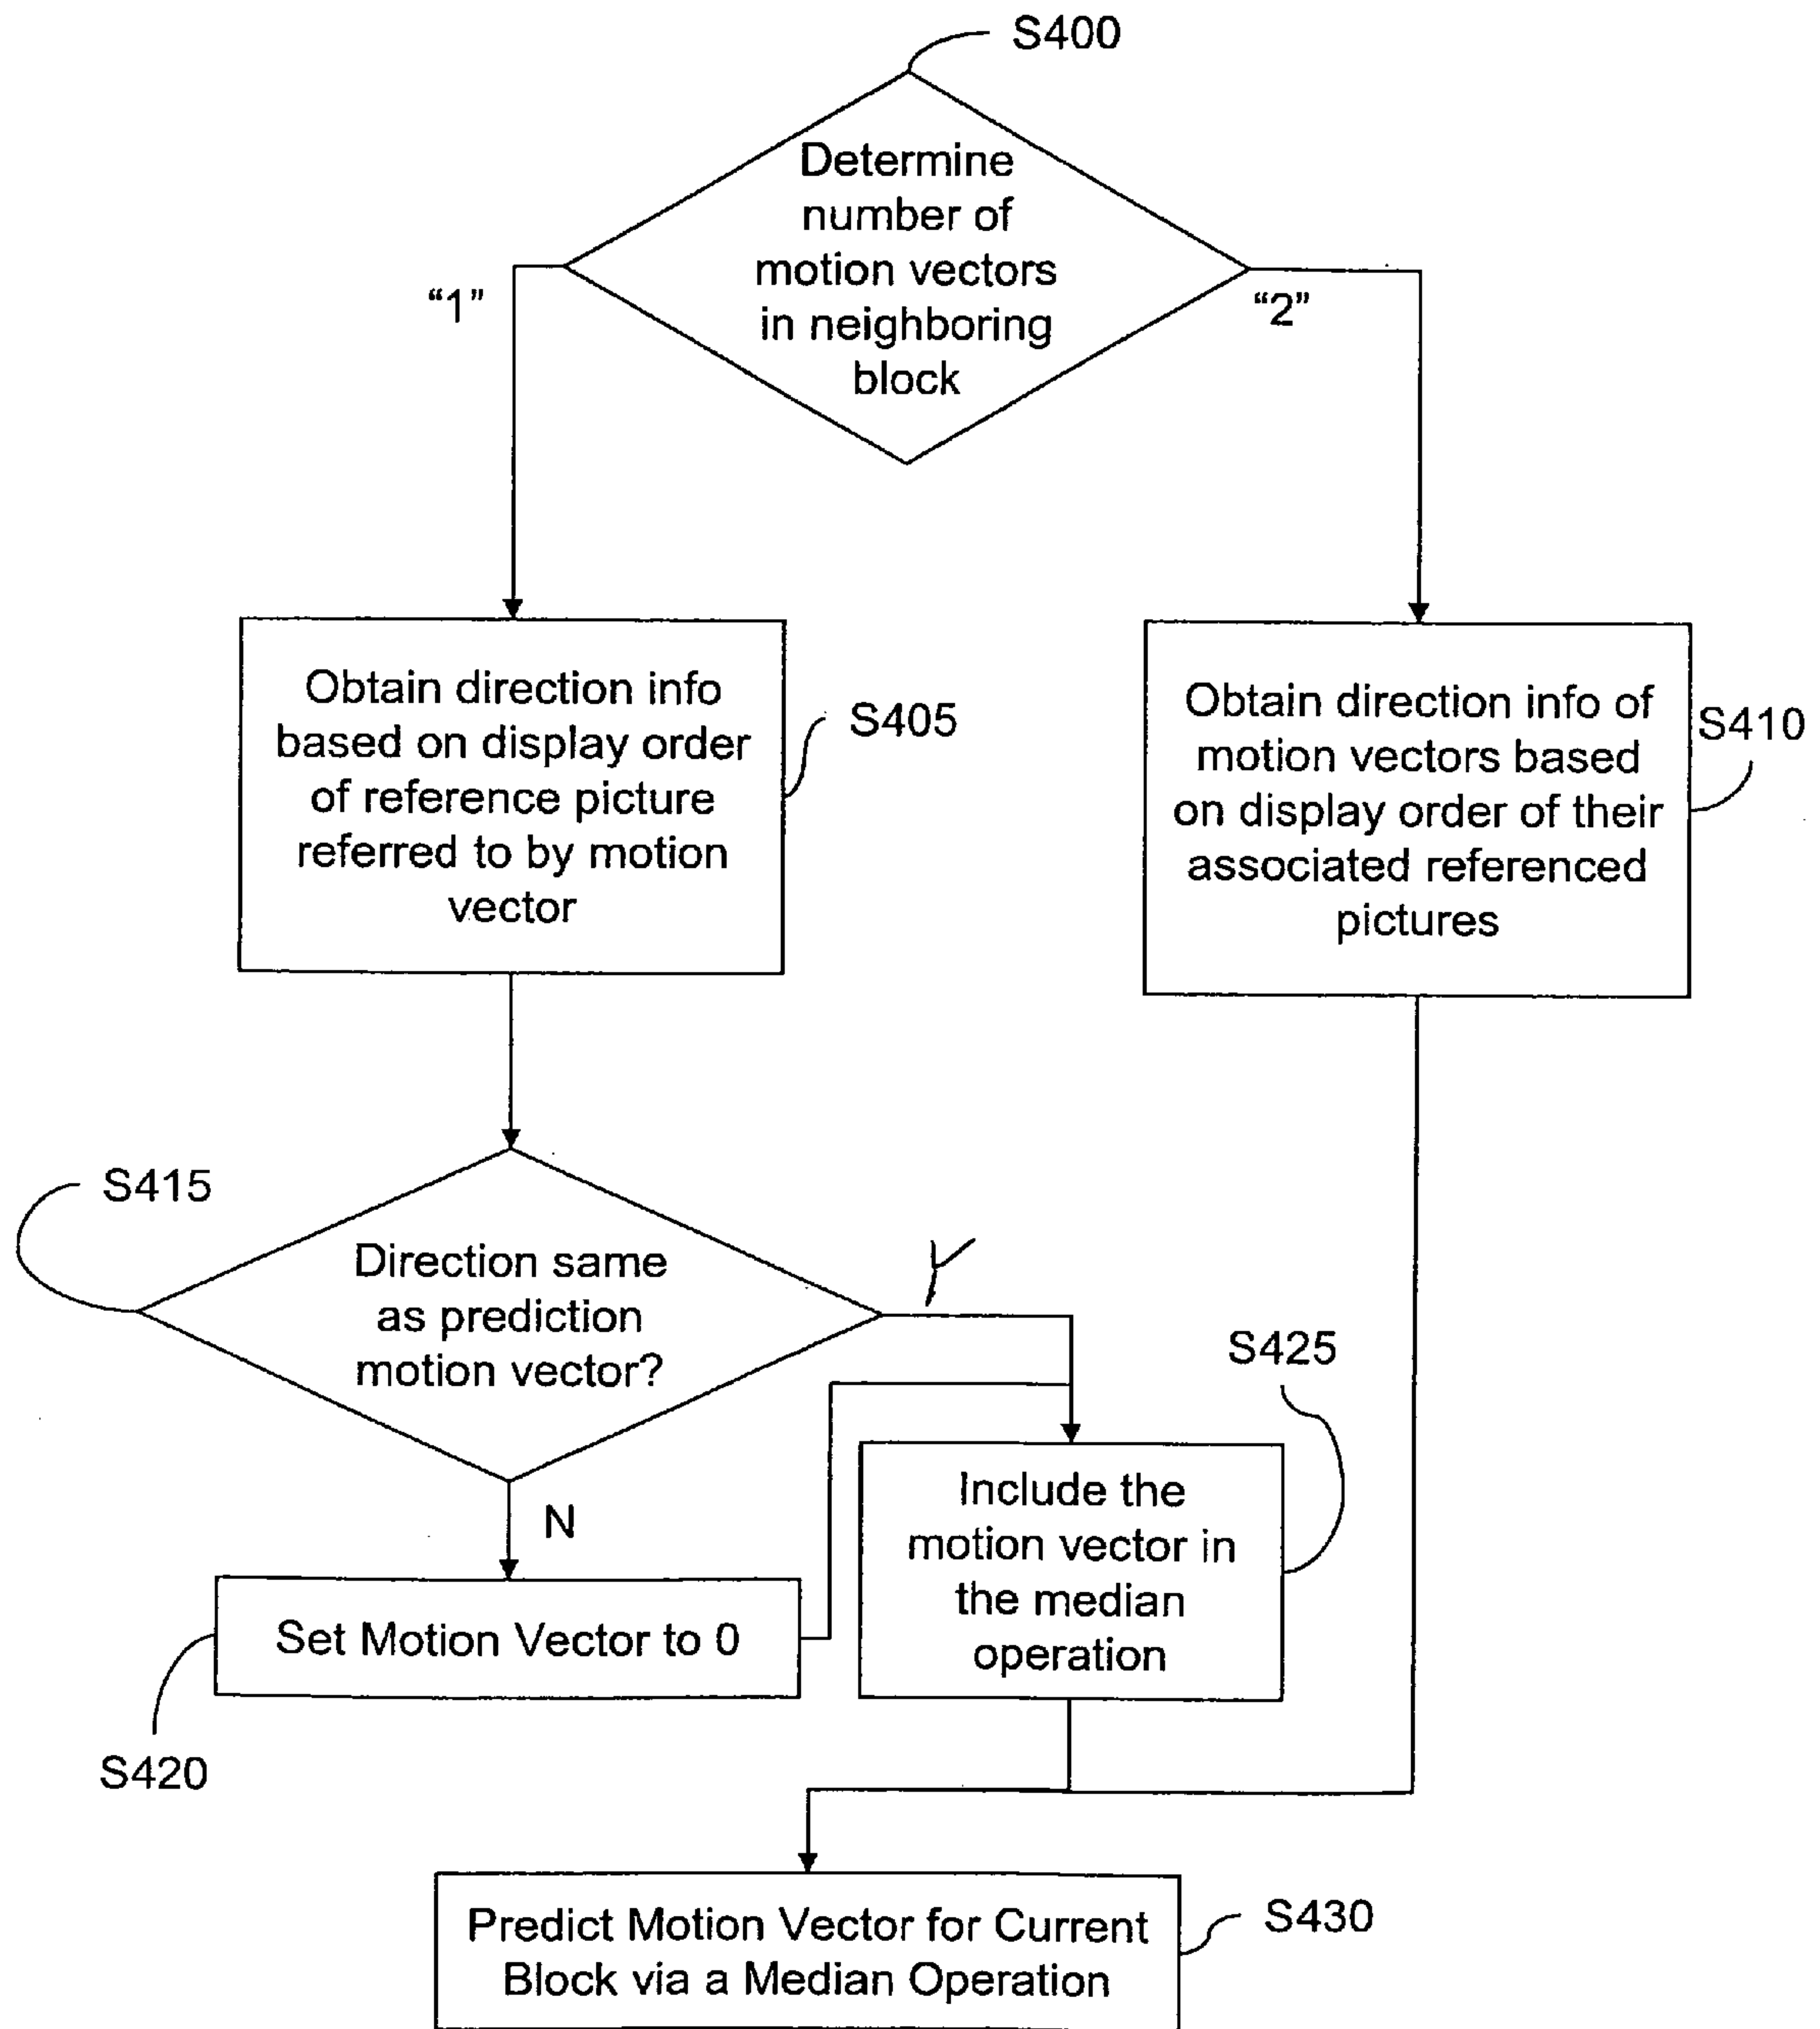 S400
Determine
number of
motion vectors
in neighboring
block
“1”
“2”
Obtain direction info
based on display order
of reference picture
referred to by motion
vector
S405
Obtain direction info of
motion vectors based
on display order of their
associated referenced
pictures
S410
S415
Direction same
as prediction
motion vector?
Y
N
S425
Include the
motion vector in
the median
operation
Set Motion Vector to 0
S420
Predict Motion Vector for Current
Block via a Median Operation
S430